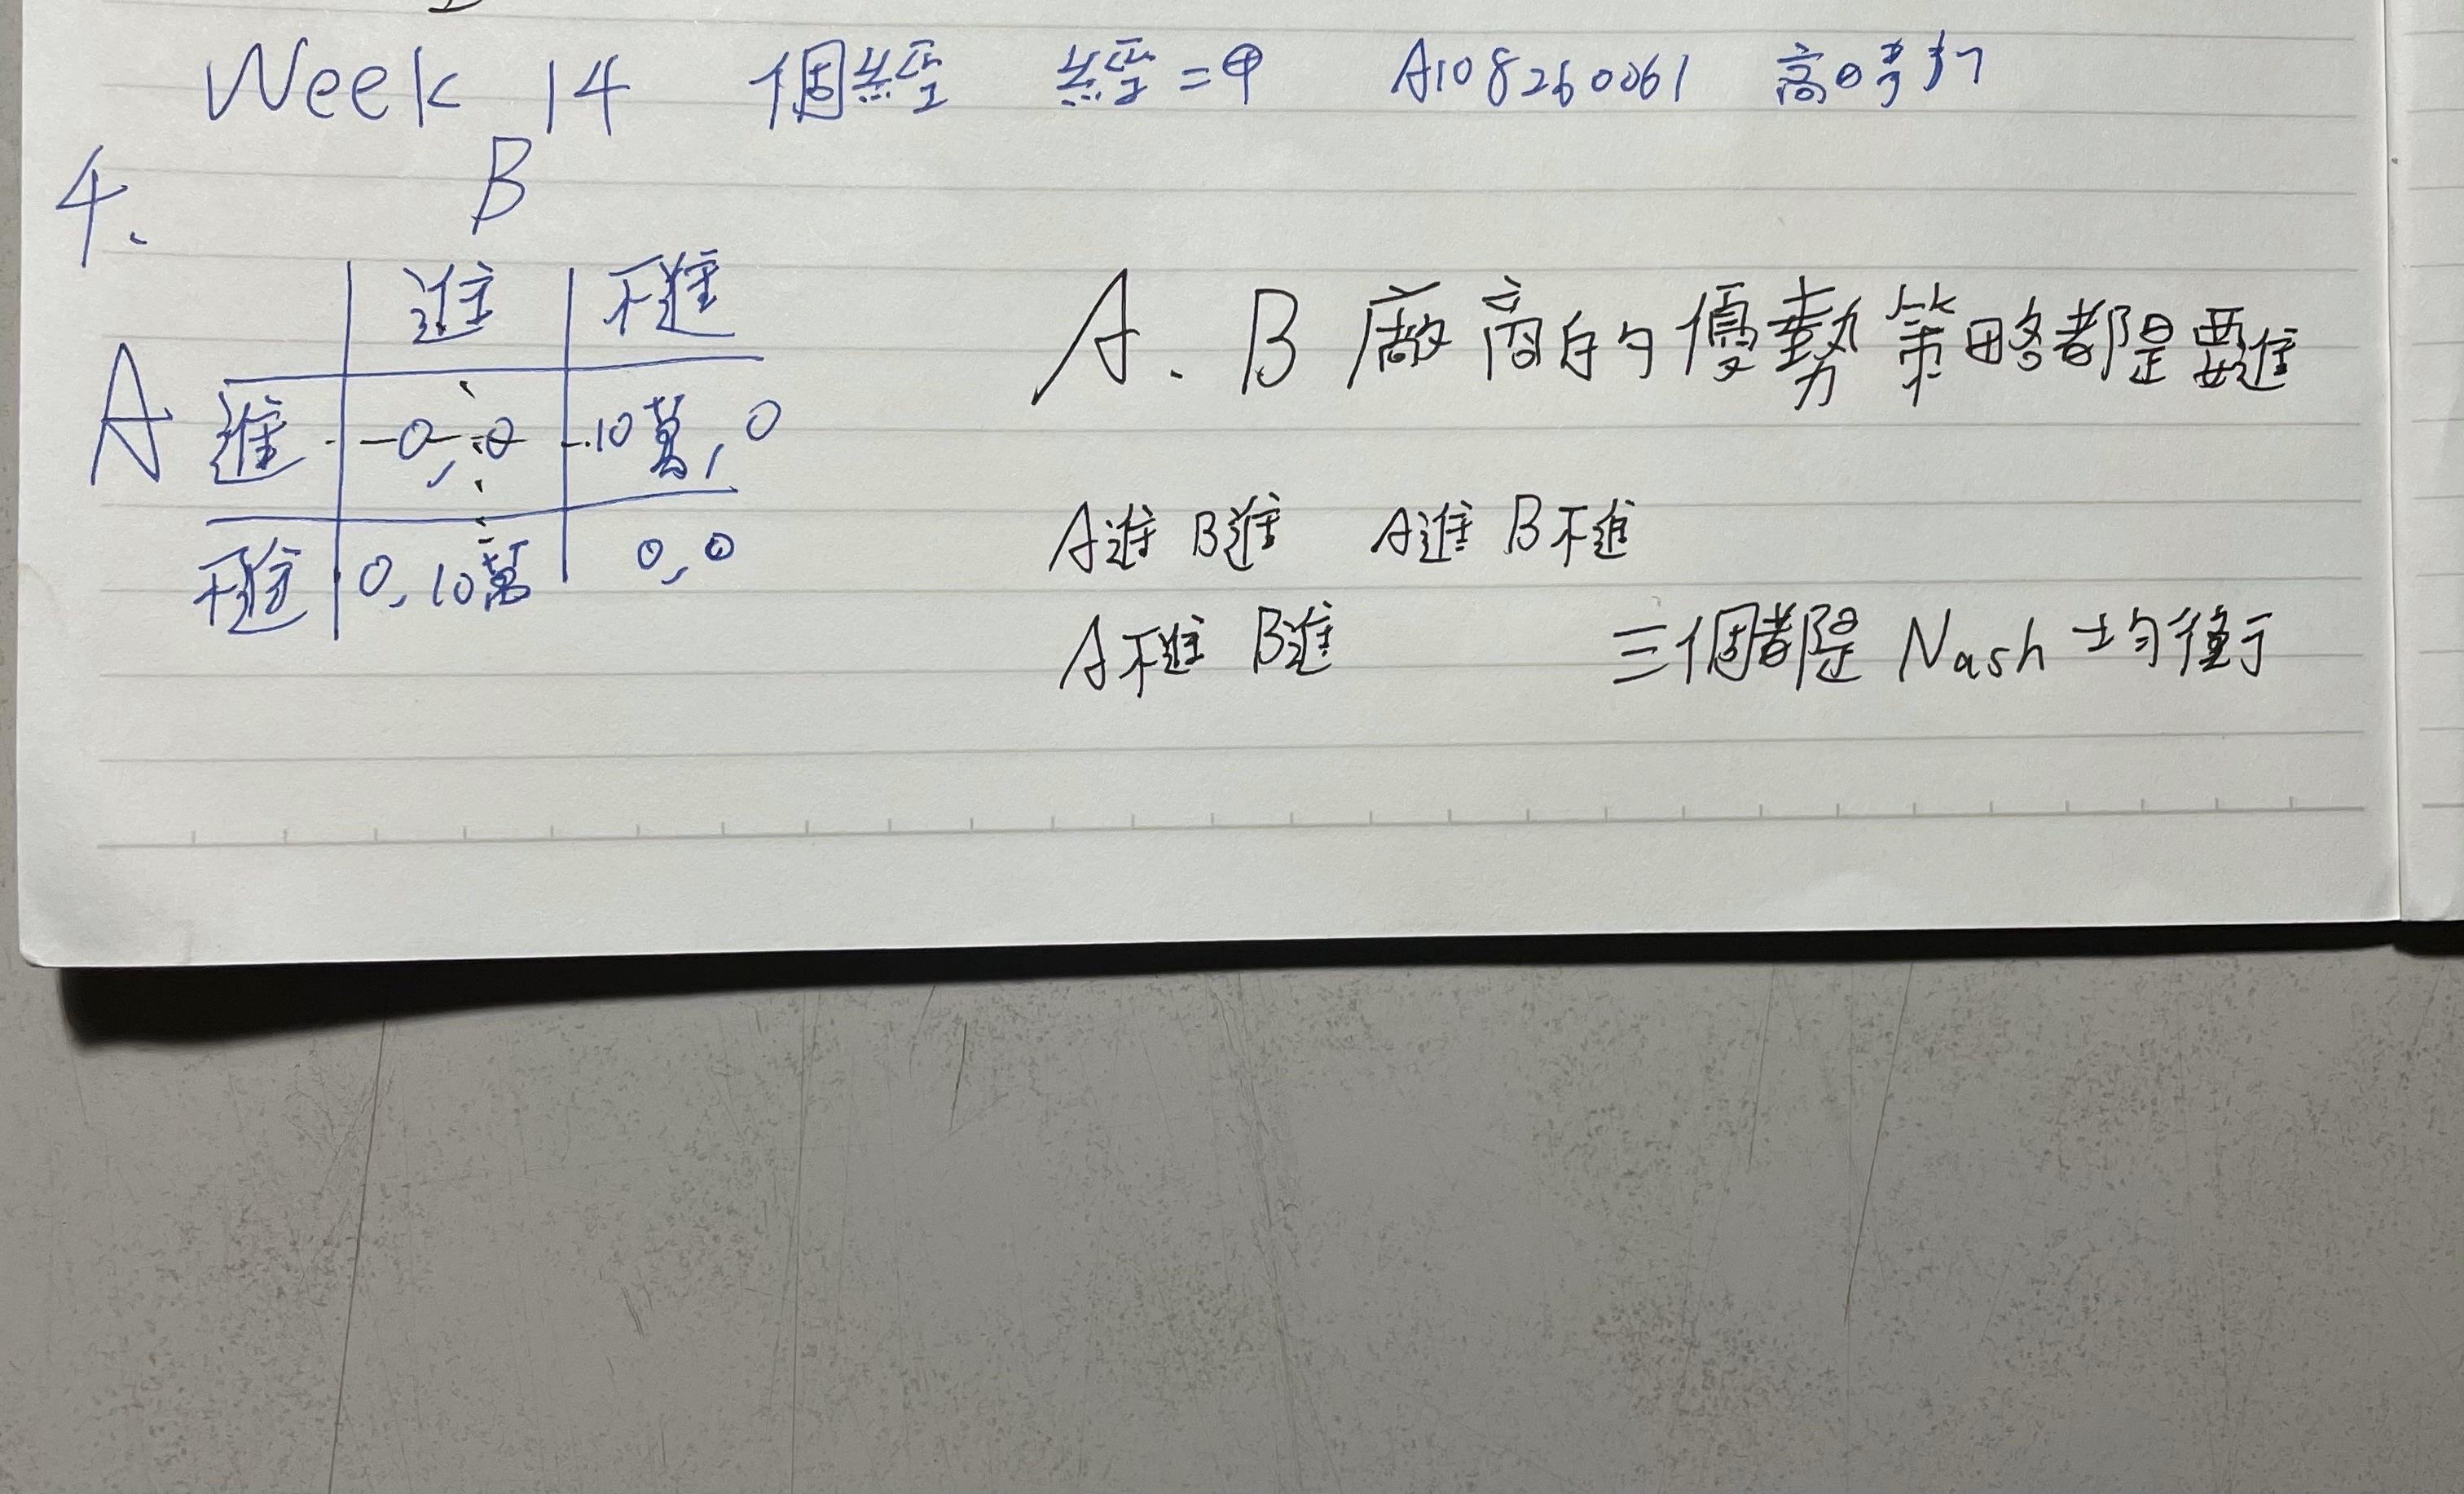 Week 14 個經 經二甲 A108260061 高
4.
B
進 不進
A 進 0,0 10萬,0
不進 0,10萬 0,0
A、B 廠商的優勢策略都是要進
A進 B進 A進 B不進
A不進 B進 三個都是 Nash 均衡